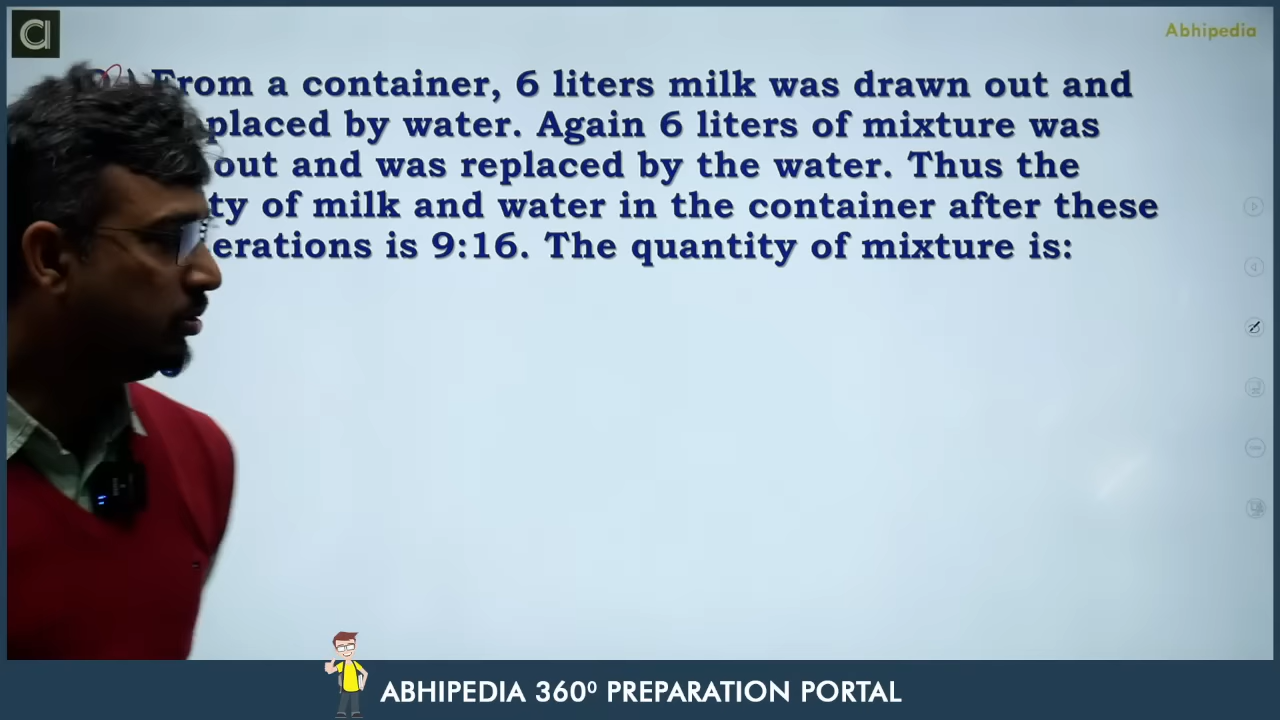 Abhipedia
From a container, 6 liters milk was drawn out and
placed by water. Again 6 liters of mixture was
out and was replaced by the water. Thus the
ty of milk and water in the container after these
erations is 9:16. The quantity of mixture is:
ABHIPEDIA 360⁰ PREPARATION PORTAL